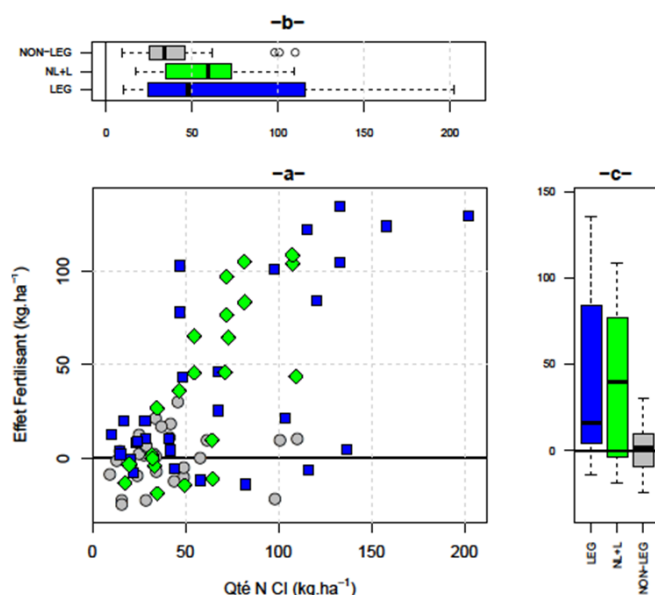 –b–
NON-LEG
NL+L
LEG
0 50 100 150 200
–a–
–c–
Effet Fertilisant (kg.ha⁻¹)
100
50
0
0 50 100 150 200
Qté N CI (kg.ha⁻¹)
150
100
50
0
LEG
NL+L
NON-LEG